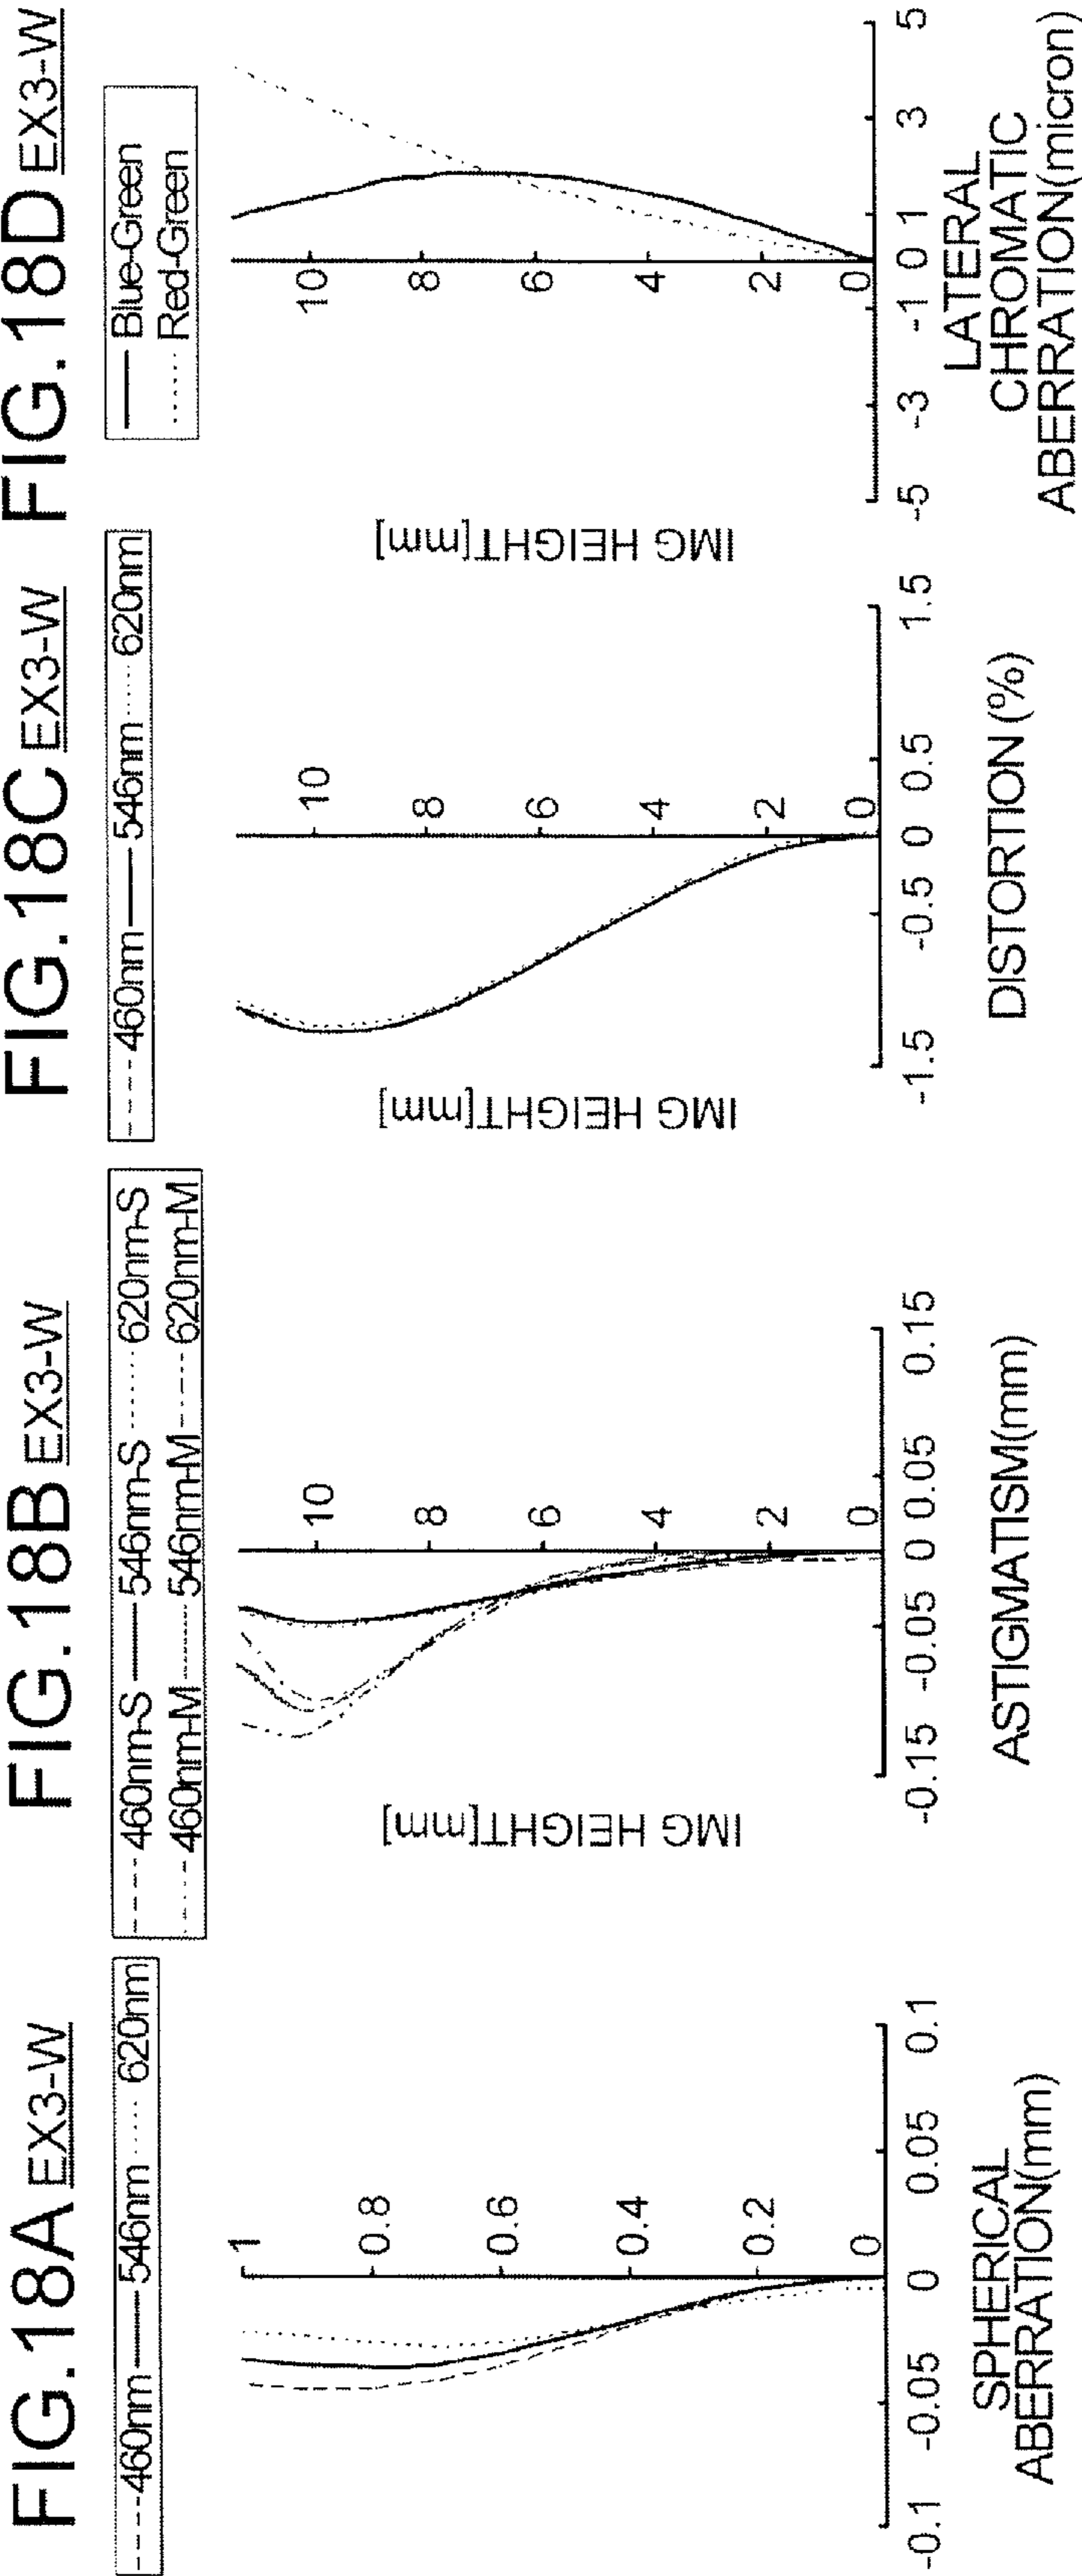 FIG.18A EX3-W
460nm 546nm 620nm
1
0.8
0.6
0.4
0.2
0
-0.1 -0.05 0 0.05 0.1
SPHERICAL
ABERRATION(mm)
FIG.18B EX3-W
460nm-S 546nm-S 620nm-S
460nm-M 546nm-M 620nm-M
IMG HEIGHT[mm]
10
8
6
4
2
0
-0.15 -0.05 0 0.05 0.15
ASTIGMATISM(mm)
FIG.18C EX3-W
460nm 546nm 620nm
IMG HEIGHT[mm]
10
8
6
4
2
0
-1.5 -0.5 0 0.5 1.5
DISTORTION (%)
FIG.18D EX3-W
Blue-Green
Red-Green
IMG HEIGHT[mm]
10
8
6
4
2
0
-5 -3 -1 0 1 3 5
LATERAL
CHROMATIC
ABERRATION(micron)